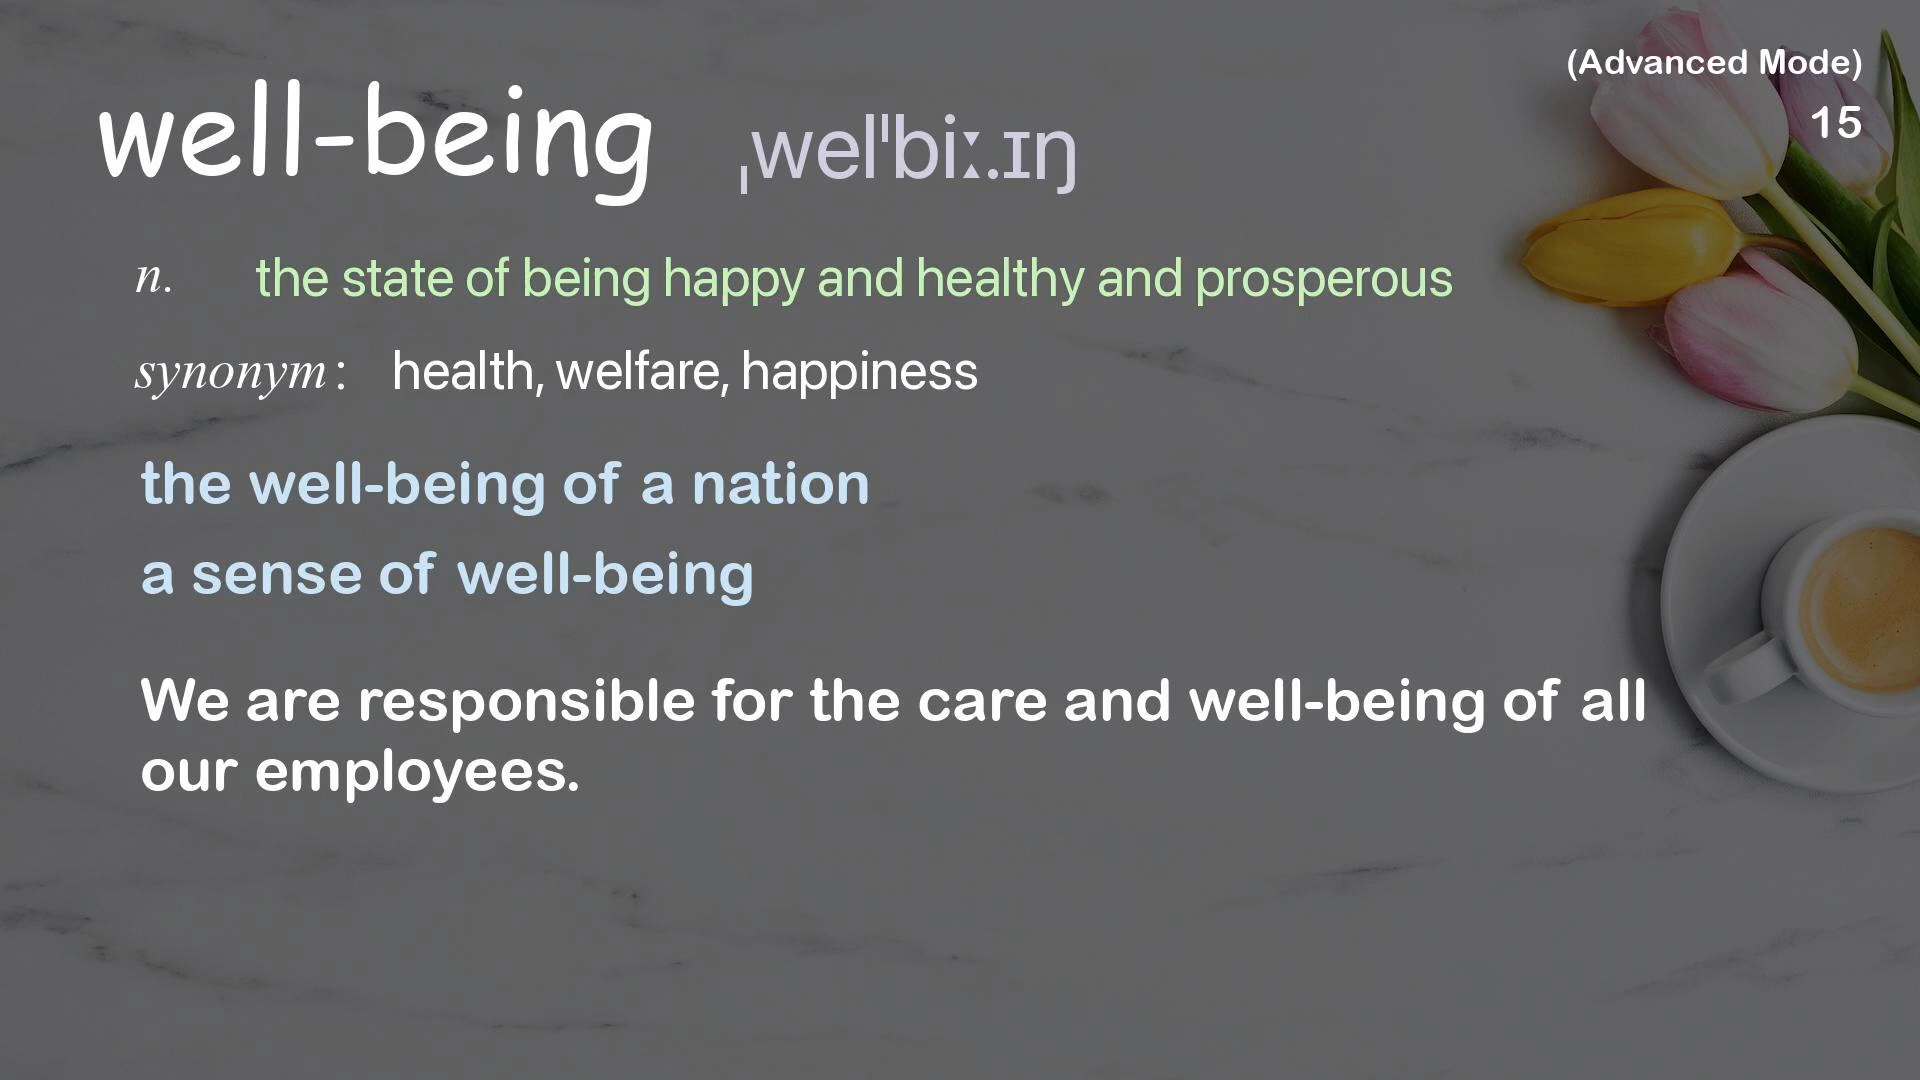 (Advanced Mode)
15
well-being ˌwelˈbiː.ɪŋ
n. the state of being happy and healthy and prosperous
synonym: health, welfare, happiness
the well-being of a nation
a sense of well-being
We are responsible for the care and well-being of all
our employees.